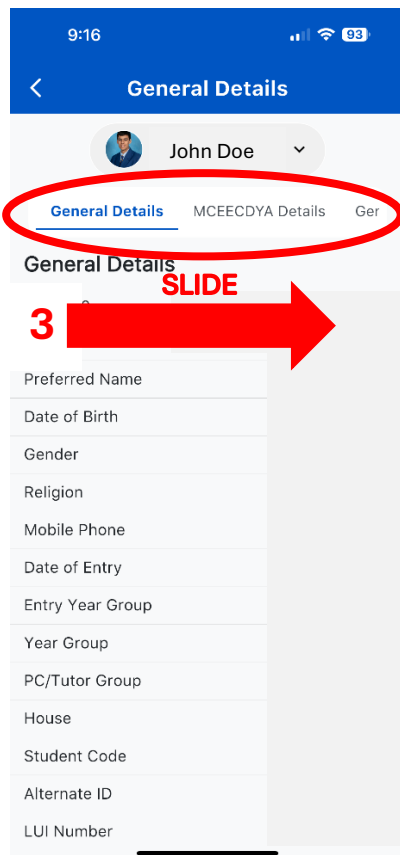 9:16 93
General Details
John Doe
General Details MCEECDYA Details Ger
General Details
SLIDE
3
Preferred Name
Date of Birth
Gender
Religion
Mobile Phone
Date of Entry
Entry Year Group
Year Group
PC/Tutor Group
House
Student Code
Alternate ID
LUI Number